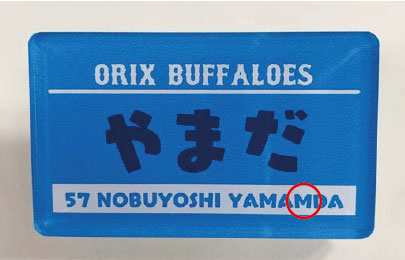 ORIX BUFFALOES
やまだ
57 NOBUYOSHI YAMAMDA